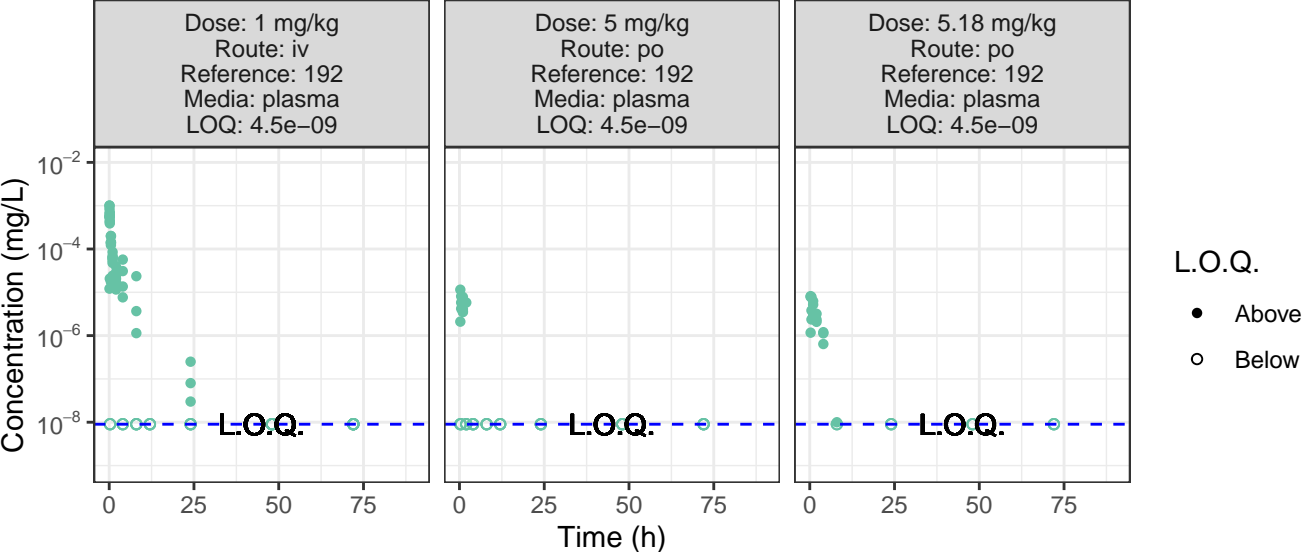 Dose: 1 mg/kg
Route: iv
Reference: 192
Media: plasma
LOQ: 4.5e−09
Dose: 5 mg/kg
Route: po
Reference: 192
Media: plasma
LOQ: 4.5e−09
Dose: 5.18 mg/kg
Route: po
Reference: 192
Media: plasma
LOQ: 4.5e−09
Concentration (mg/L)
10⁻²
10⁻⁴
10⁻⁶
10⁻⁸
L.O.Q.
L.O.Q.
L.O.Q.
0 25 50 75
0 25 50 75
0 25 50 75
Time (h)
L.O.Q.
Above
Below